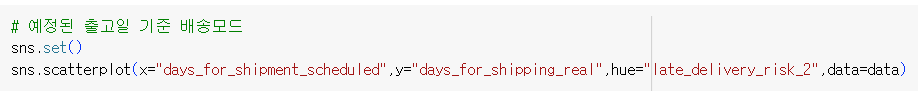 # 예정된 출고일 기준 배송모드
sns.set()
sns.scatterplot(x="days_for_shipment_scheduled",y="days_for_shipping_real",hue="late_delivery_risk_2",data=data)